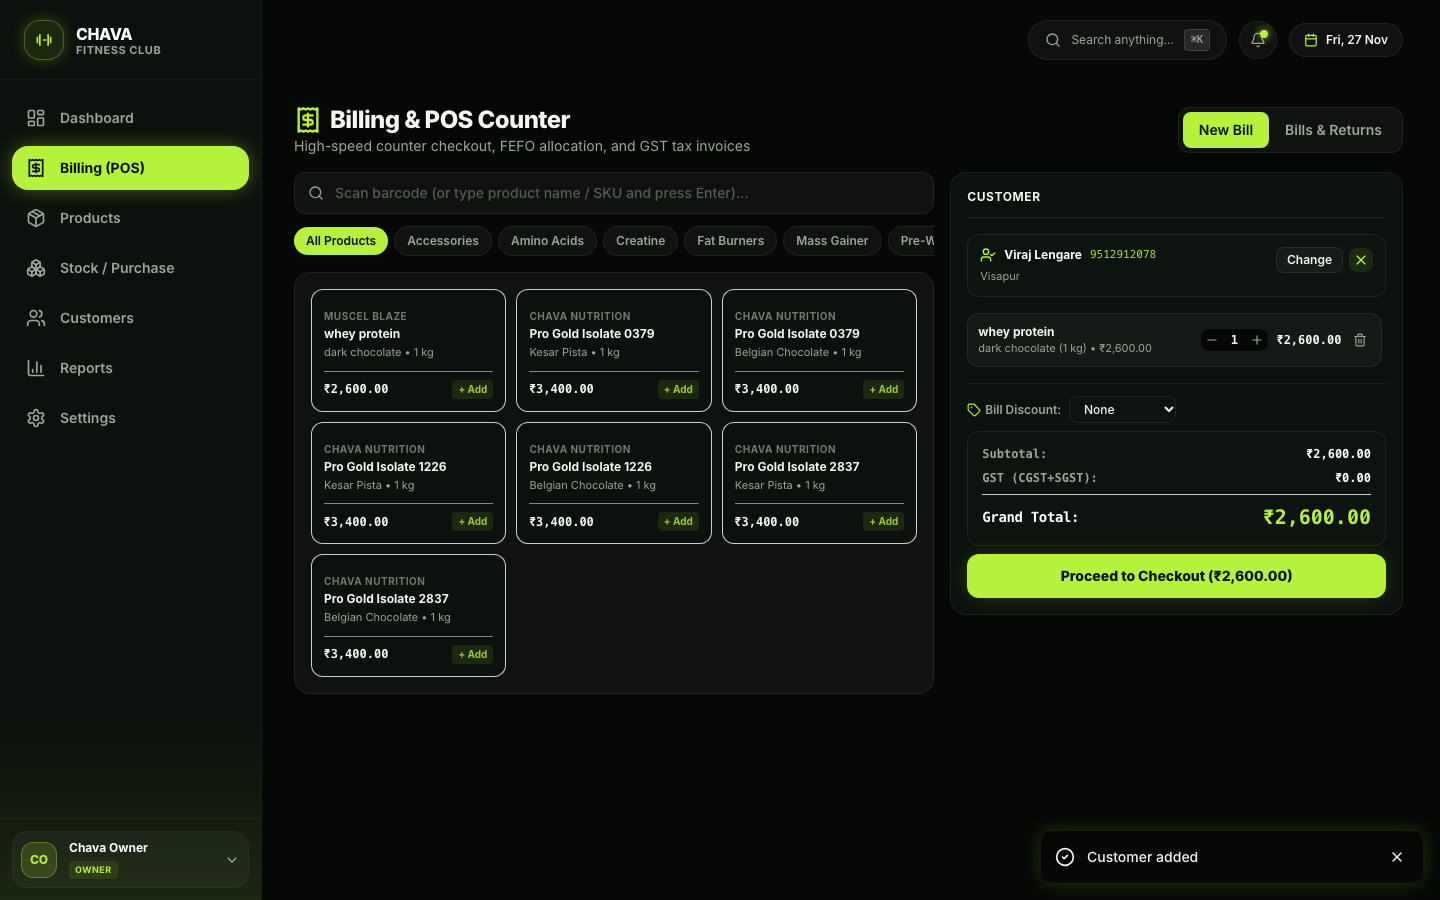 CHAVA
FITNESS CLUB
Search anything... ⌘K
Fri, 27 Nov
Dashboard
Billing (POS)
Products
Stock / Purchase
Customers
Reports
Settings
Chava Owner
CO
OWNER
Billing & POS Counter
High-speed counter checkout, FEFO allocation, and GST tax invoices
New Bill
Bills & Returns
Scan barcode (or type product name / SKU and press Enter)...
All Products Accessories Amino Acids Creatine Fat Burners Mass Gainer Pre-W
MUSCEL BLAZE
whey protein
dark chocolate • 1 kg
₹2,600.00 + Add
CHAVA NUTRITION
Pro Gold Isolate 0379
Kesar Pista • 1 kg
₹3,400.00 + Add
CHAVA NUTRITION
Pro Gold Isolate 0379
Belgian Chocolate • 1 kg
₹3,400.00 + Add
CHAVA NUTRITION
Pro Gold Isolate 1226
Kesar Pista • 1 kg
₹3,400.00 + Add
CHAVA NUTRITION
Pro Gold Isolate 1226
Belgian Chocolate • 1 kg
₹3,400.00 + Add
CHAVA NUTRITION
Pro Gold Isolate 2837
Kesar Pista • 1 kg
₹3,400.00 + Add
CHAVA NUTRITION
Pro Gold Isolate 2837
Belgian Chocolate • 1 kg
₹3,400.00 + Add
CUSTOMER
Viraj Lengare 9512912078
Visapur
Change
whey protein
dark chocolate (1 kg) • ₹2,600.00
1
₹2,600.00
Bill Discount: None
Subtotal: ₹2,600.00
GST (CGST+SGST): ₹0.00
Grand Total: ₹2,600.00
Proceed to Checkout (₹2,600.00)
Customer added